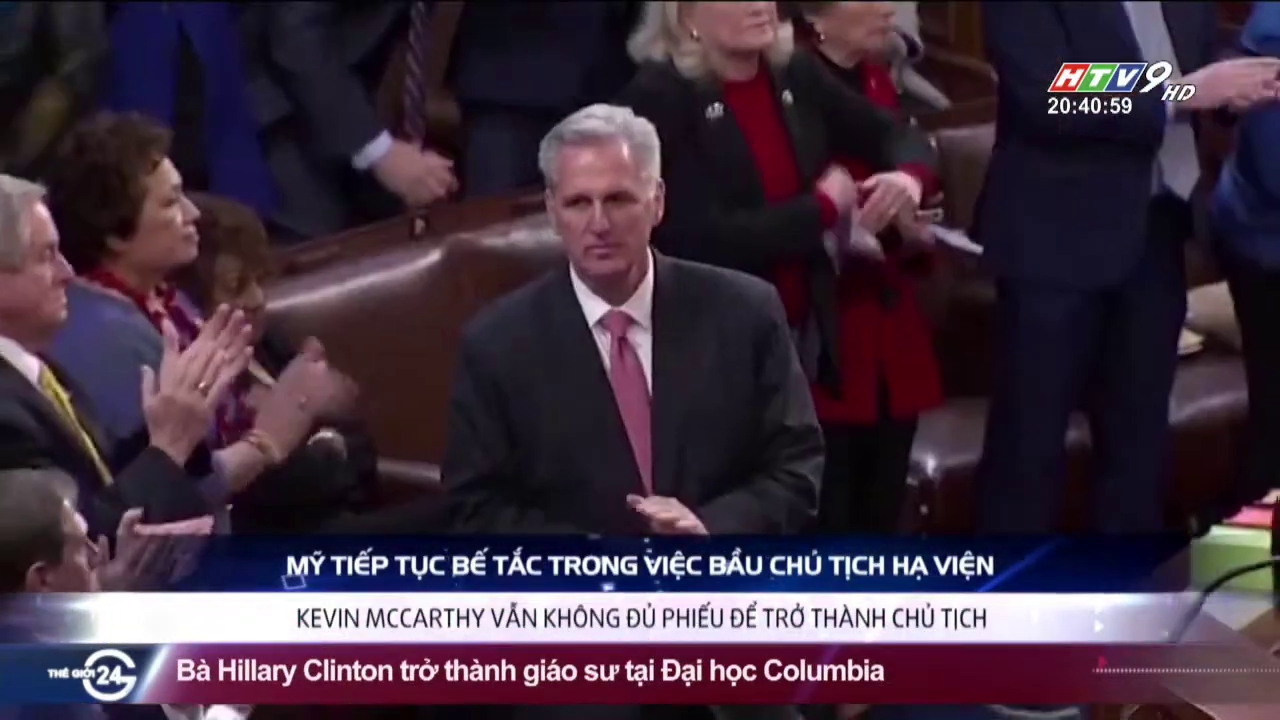 HTV9 HD
20:40:59
MỸ TIẾP TỤC BẾ TẮC TRONG VIỆC BẦU CHỦ TỊCH HẠ VIỆN
KEVIN MCCARTHY VẪN KHÔNG ĐỦ PHIẾU ĐỂ TRỞ THÀNH CHỦ TỊCH
THẾ GIỚI 24G
Bà Hillary Clinton trở thành giáo sư tại Đại học Columbia